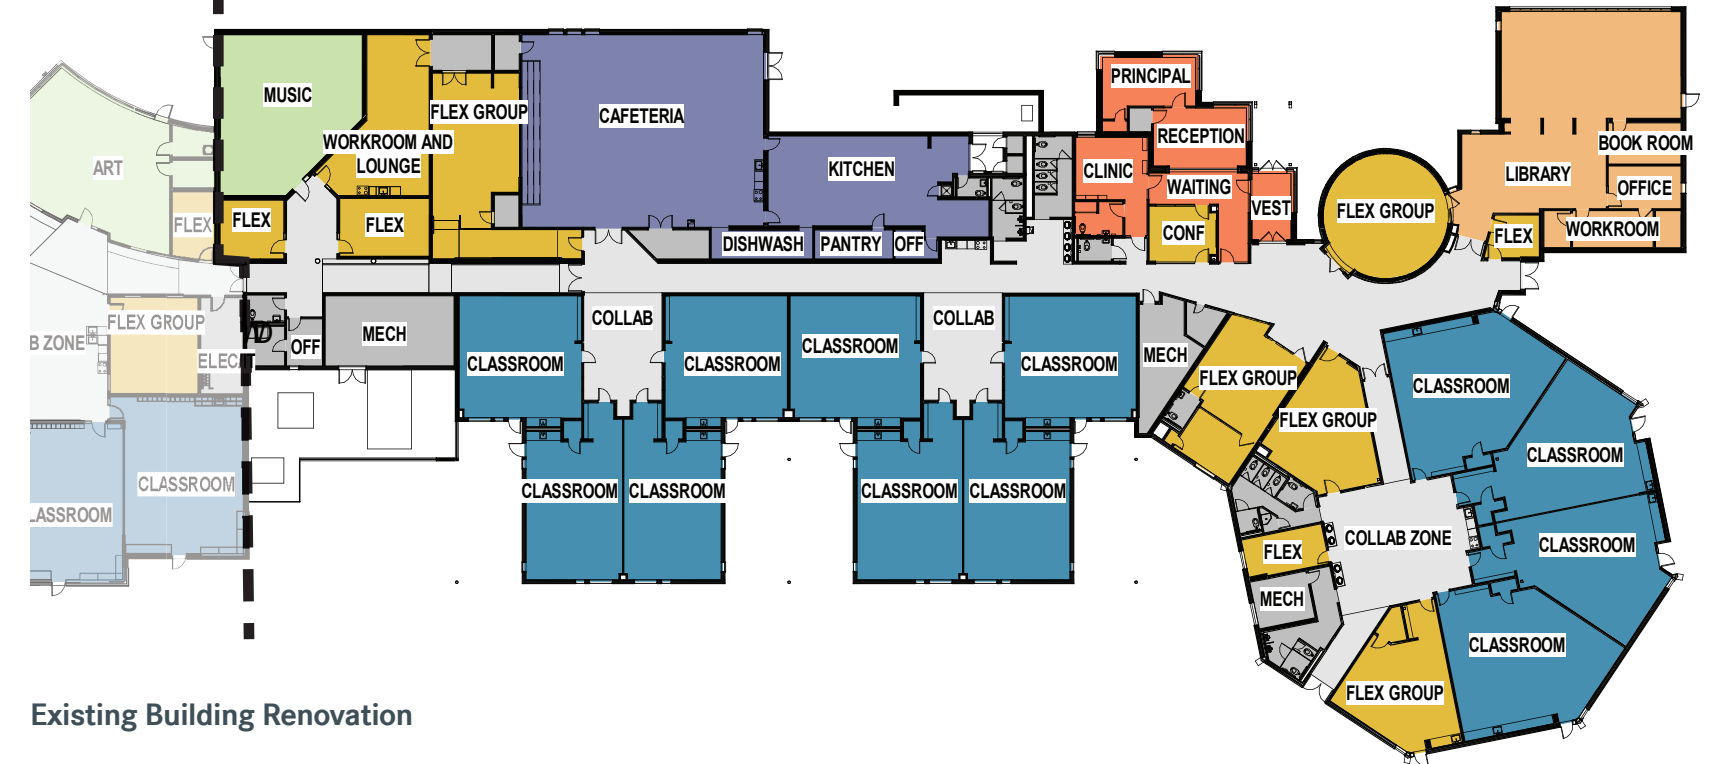 PRINCIPAL
MUSIC
FLEX GROUP
CAFETERIA
RECEPTION
WORKROOM AND
LOUNGE
BOOK ROOM
ART
KITCHEN
CLINIC
LIBRARY
WAITING
OFFICE
FLEX
FLEX
FLEX
VEST
FLEX GROUP
CONF
FLEX
WORKROOM
DISHWASH
PANTRY
OFF
FLEX GROUP
COLLAB
COLLAB
B ZONE
ELEC
OFF
MECH
CLASSROOM
CLASSROOM
CLASSROOM
CLASSROOM
MECH
FLEX GROUP
CLASSROOM
FLEX GROUP
CLASSROOM
CLASSROOM
LASSROOM
CLASSROOM
CLASSROOM
CLASSROOM
CLASSROOM
COLLAB ZONE
CLASSROOM
FLEX
MECH
CLASSROOM
FLEX GROUP
Existing Building Renovation